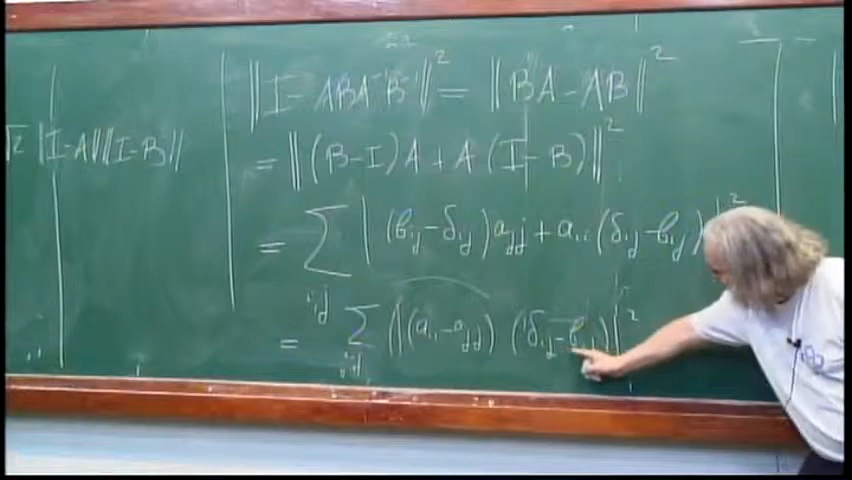 √2 ‖I-A‖‖I-B‖
‖I - ABA⁻¹B⁻¹‖² = ‖BA - AB‖²
= ‖(B-I)A + A(I-B)‖²
= ∑ |(b_ij - δ_ij)a_jj + a_ii(δ_ij - b_ij)|²
i,j
= ∑ (|(a_ii - a_jj) (δ_ij - b_ij)|²
i,j